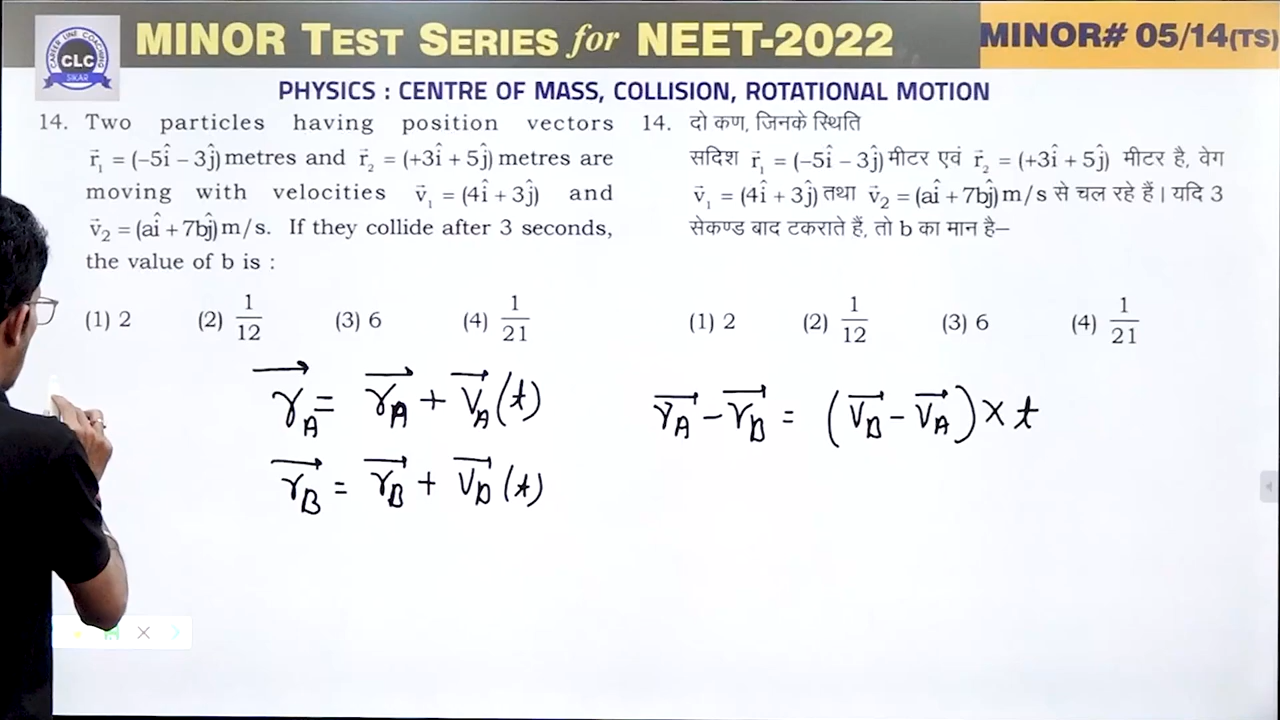 CAREER LINE COACHING
CLC
SIKAR
MINOR TEST SERIES for NEET-2022
MINOR# 05/14(TS)
PHYSICS : CENTRE OF MASS, COLLISION, ROTATIONAL MOTION
14. Two particles having position vectors
r⃗₁ = (−5î − 3ĵ) metres and r⃗₂ = (+3î + 5ĵ) metres are
moving with velocities v⃗₁ = (4î + 3ĵ) and
v⃗₂ = (aî + 7bĵ) m/s. If they collide after 3 seconds,
the value of b is :
(1) 2 (2) 1/12 (3) 6 (4) 1/21
14. दो कण, जिनके स्थिति
सदिश r⃗₁ = (−5î − 3ĵ) मीटर एवं r⃗₂ = (+3î + 5ĵ) मीटर है, वेग
v⃗₁ = (4î + 3ĵ) तथा v⃗₂ = (aî + 7bĵ) m/s से चल रहे हैं। यदि 3
सेकण्ड बाद टकराते हैं, तो b का मान है–
(1) 2 (2) 1/12 (3) 6 (4) 1/21
r⃗A = r⃗A + V⃗A (t)
r⃗B = r⃗B + V⃗B (t)
r⃗A − r⃗B = (V⃗B − V⃗A) × t